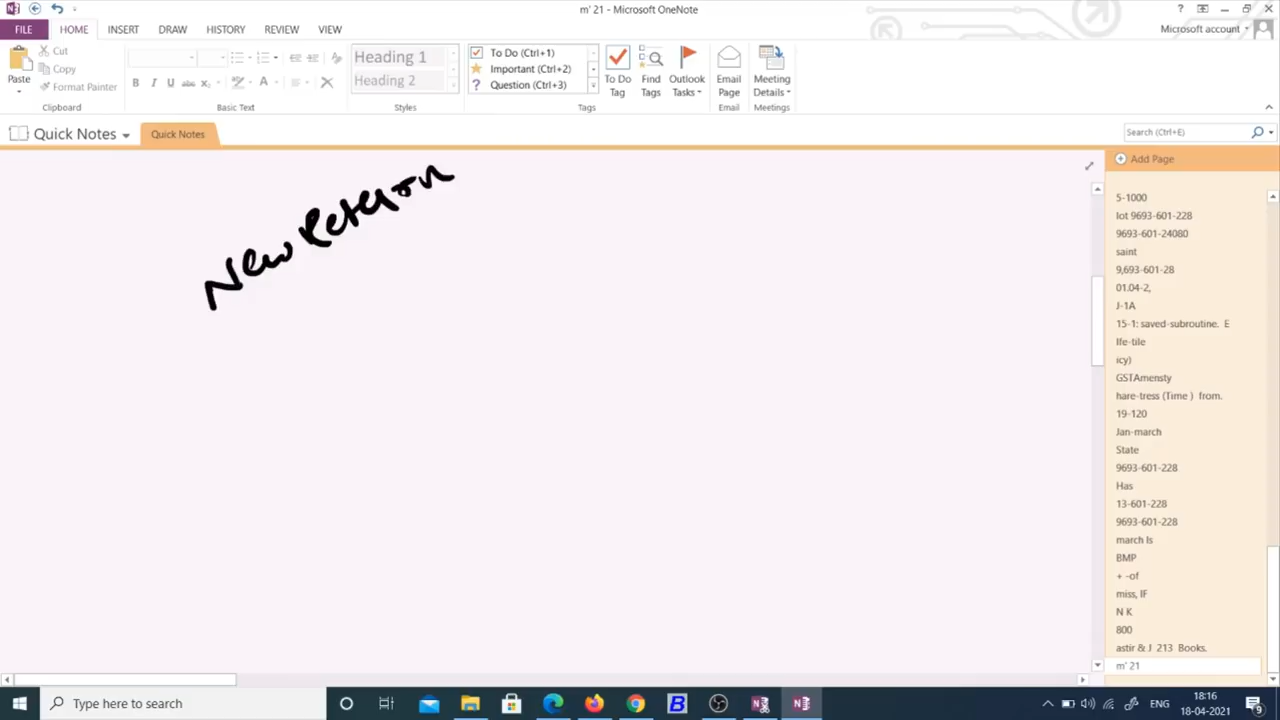 m' 21 - Microsoft OneNote
FILE HOME INSERT DRAW HISTORY REVIEW VIEW
Microsoft account
Paste
Cut
Copy
Format Painter
Clipboard
B I U abc X₂ A
Basic Text
Heading 1
Heading 2
Styles
To Do (Ctrl+1)
Important (Ctrl+2)
Question (Ctrl+3)
To Do Tag
Find Tags
Outlook Tasks
Tags
Email Page
Email
Meeting Details
Meetings
Quick Notes
Quick Notes
Search (Ctrl+E)
Add Page
New
5-1000
lot 9693-601-228
9693-601-24080
saint
9,693-601-28
01.04-2,
J-1A
15-1: saved-subroutine. E
Ife-tile
icy)
GSTAmensty
hare-tress (Time ) from.
19-120
Jan-march
State
9693-601-228
Has
13-601-228
9693-601-228
march Is
BMP
+ -of
miss, IF
N K
800
astir & J 213 Books.
m' 21
Type here to search
ENG
18:16
18-04-2021
9